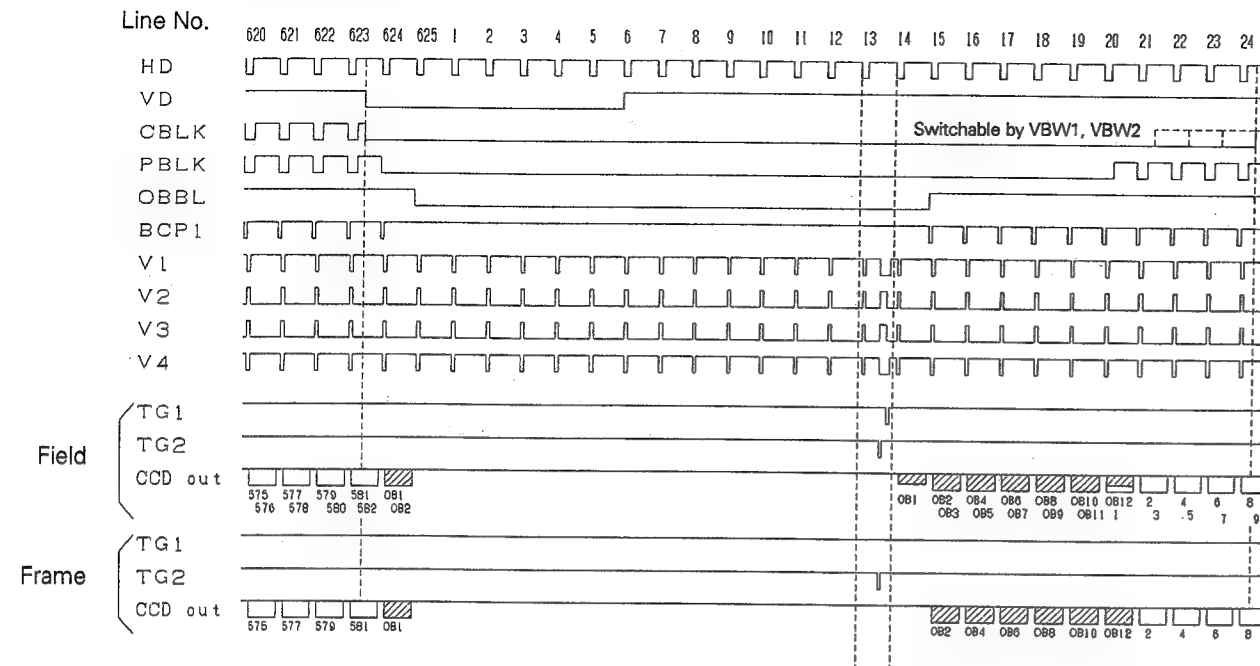 Line No.
620 621 622 623 624 625 1 2 3 4 5 6 7 8 9 10 11 12 13 14 15 16 17 18 19 20 21 22 23 24
HD
VD
CBLK
Switchable by VBW1, VBW2
PBLK
OBBL
BCP1
V1
V2
V3
V4
Field
TG1
TG2
CCD out
575 577 579 581 OB1 OB1 OB2 OB4 OB6 OB8 OB10 OB12 2 4 6 8
576 578 580 582 OB2 OB3 OB5 OB7 OB9 OB11 1 3 5 7 9
Frame
TG1
TG2
CCD out
575 577 579 581 OB1 OB2 OB4 OB6 OB8 OB10 OB12 2 4 6 8